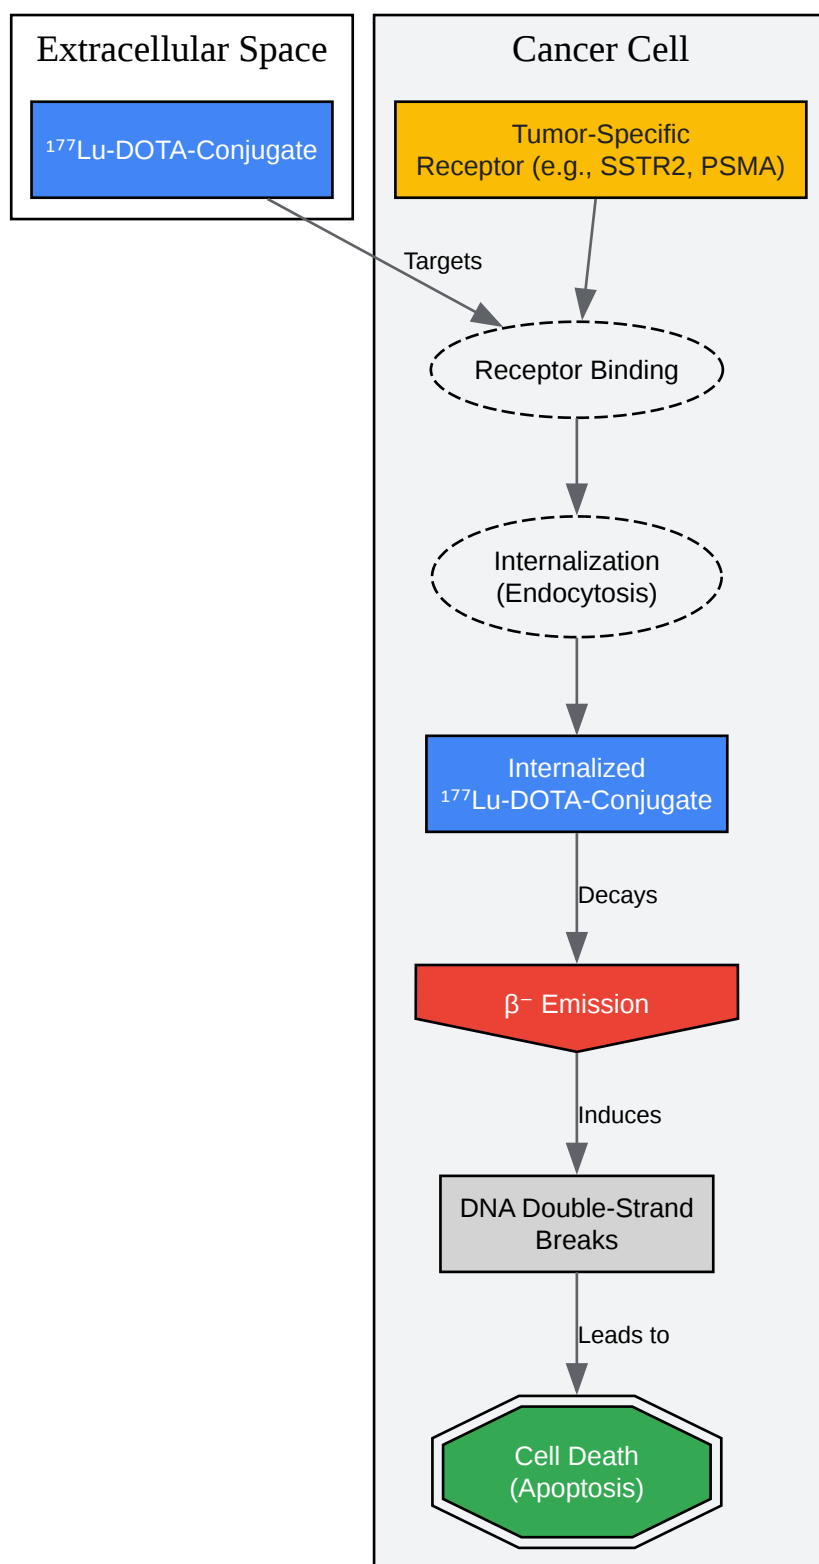 Extracellular Space
Cancer Cell
¹⁷⁷Lu-DOTA-Conjugate
Tumor-Specific
Receptor (e.g., SSTR2, PSMA)
Targets
Receptor Binding
Internalization
(Endocytosis)
Internalized
¹⁷⁷Lu-DOTA-Conjugate
Decays
β⁻ Emission
Induces
DNA Double-Strand
Breaks
Leads to
Cell Death
(Apoptosis)